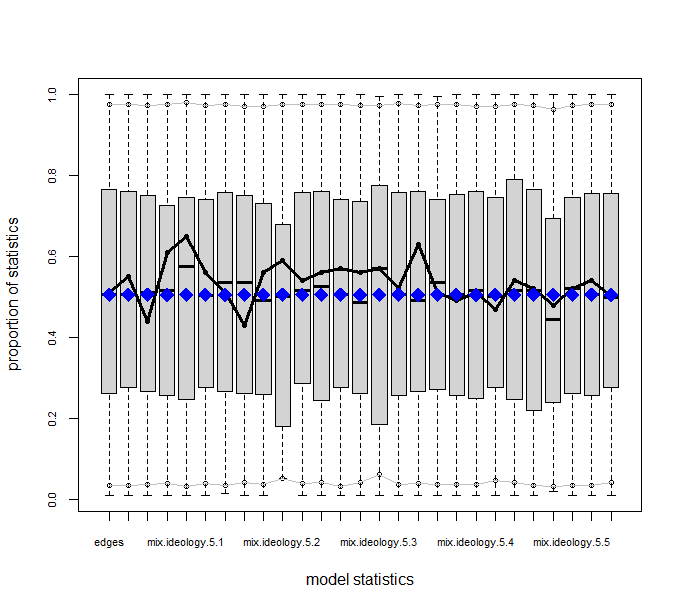 proportion of statistics
1.0
0.8
0.6
0.4
0.2
0.0
edges mix.ideology.5.1 mix.ideology.5.2 mix.ideology.5.3 mix.ideology.5.4 mix.ideology.5.5
model statistics